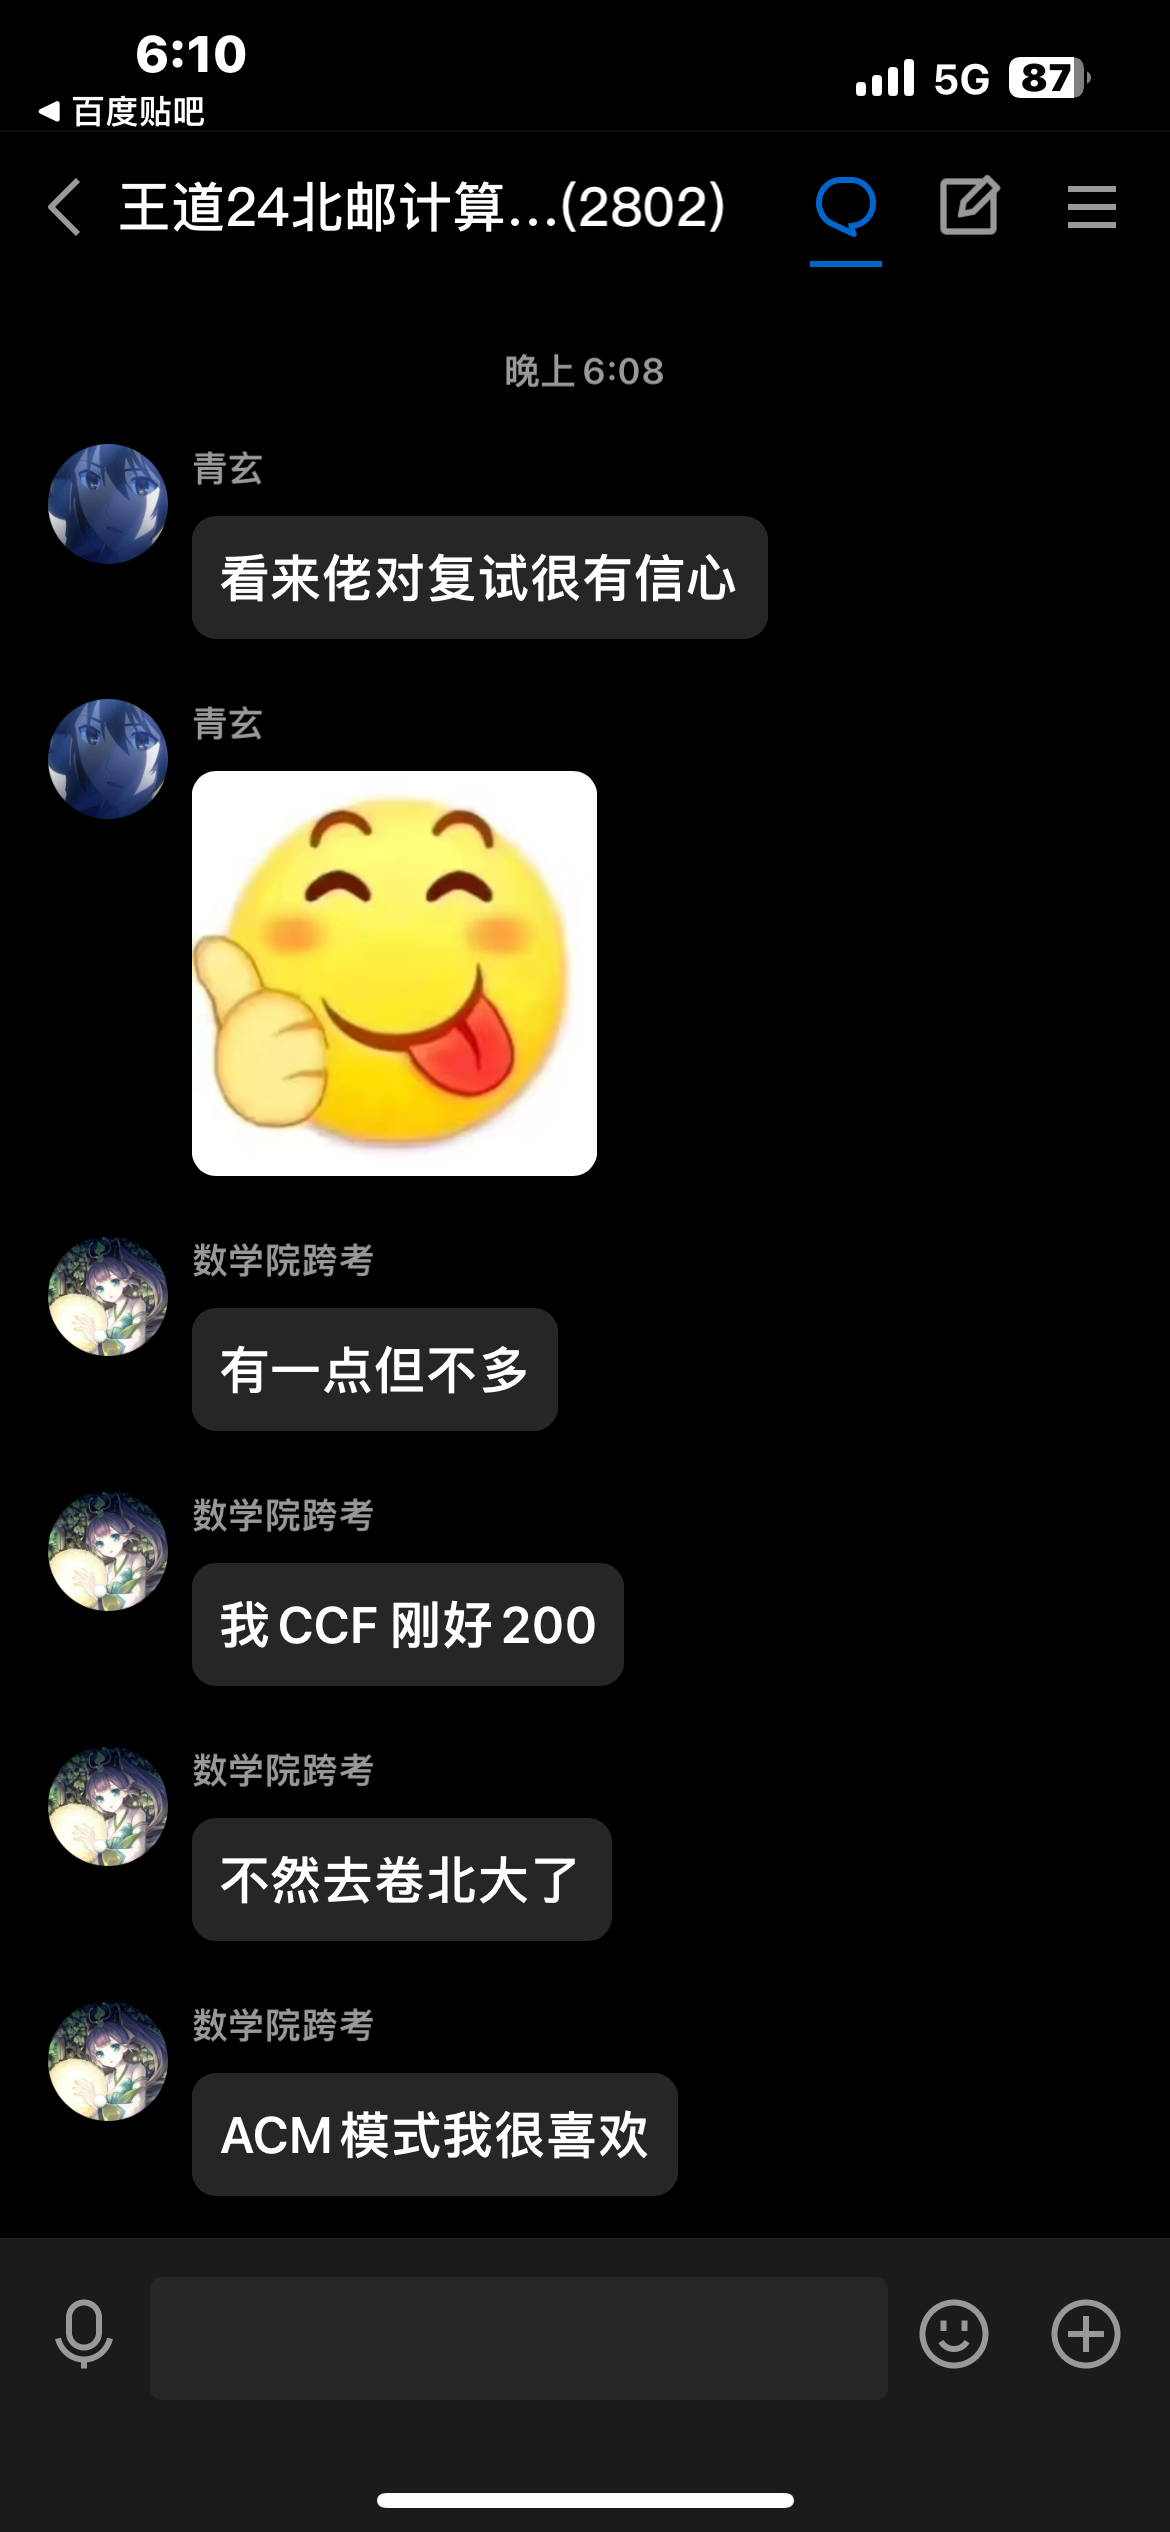 6:10
5G 87
百度贴吧
王道24北邮计算...(2802)
晚上 6:08
青玄
看来佬对复试很有信心
青玄
数学院跨考
有一点但不多
数学院跨考
我 CCF 刚好 200
数学院跨考
不然去卷北大了
数学院跨考
ACM 模式我很喜欢